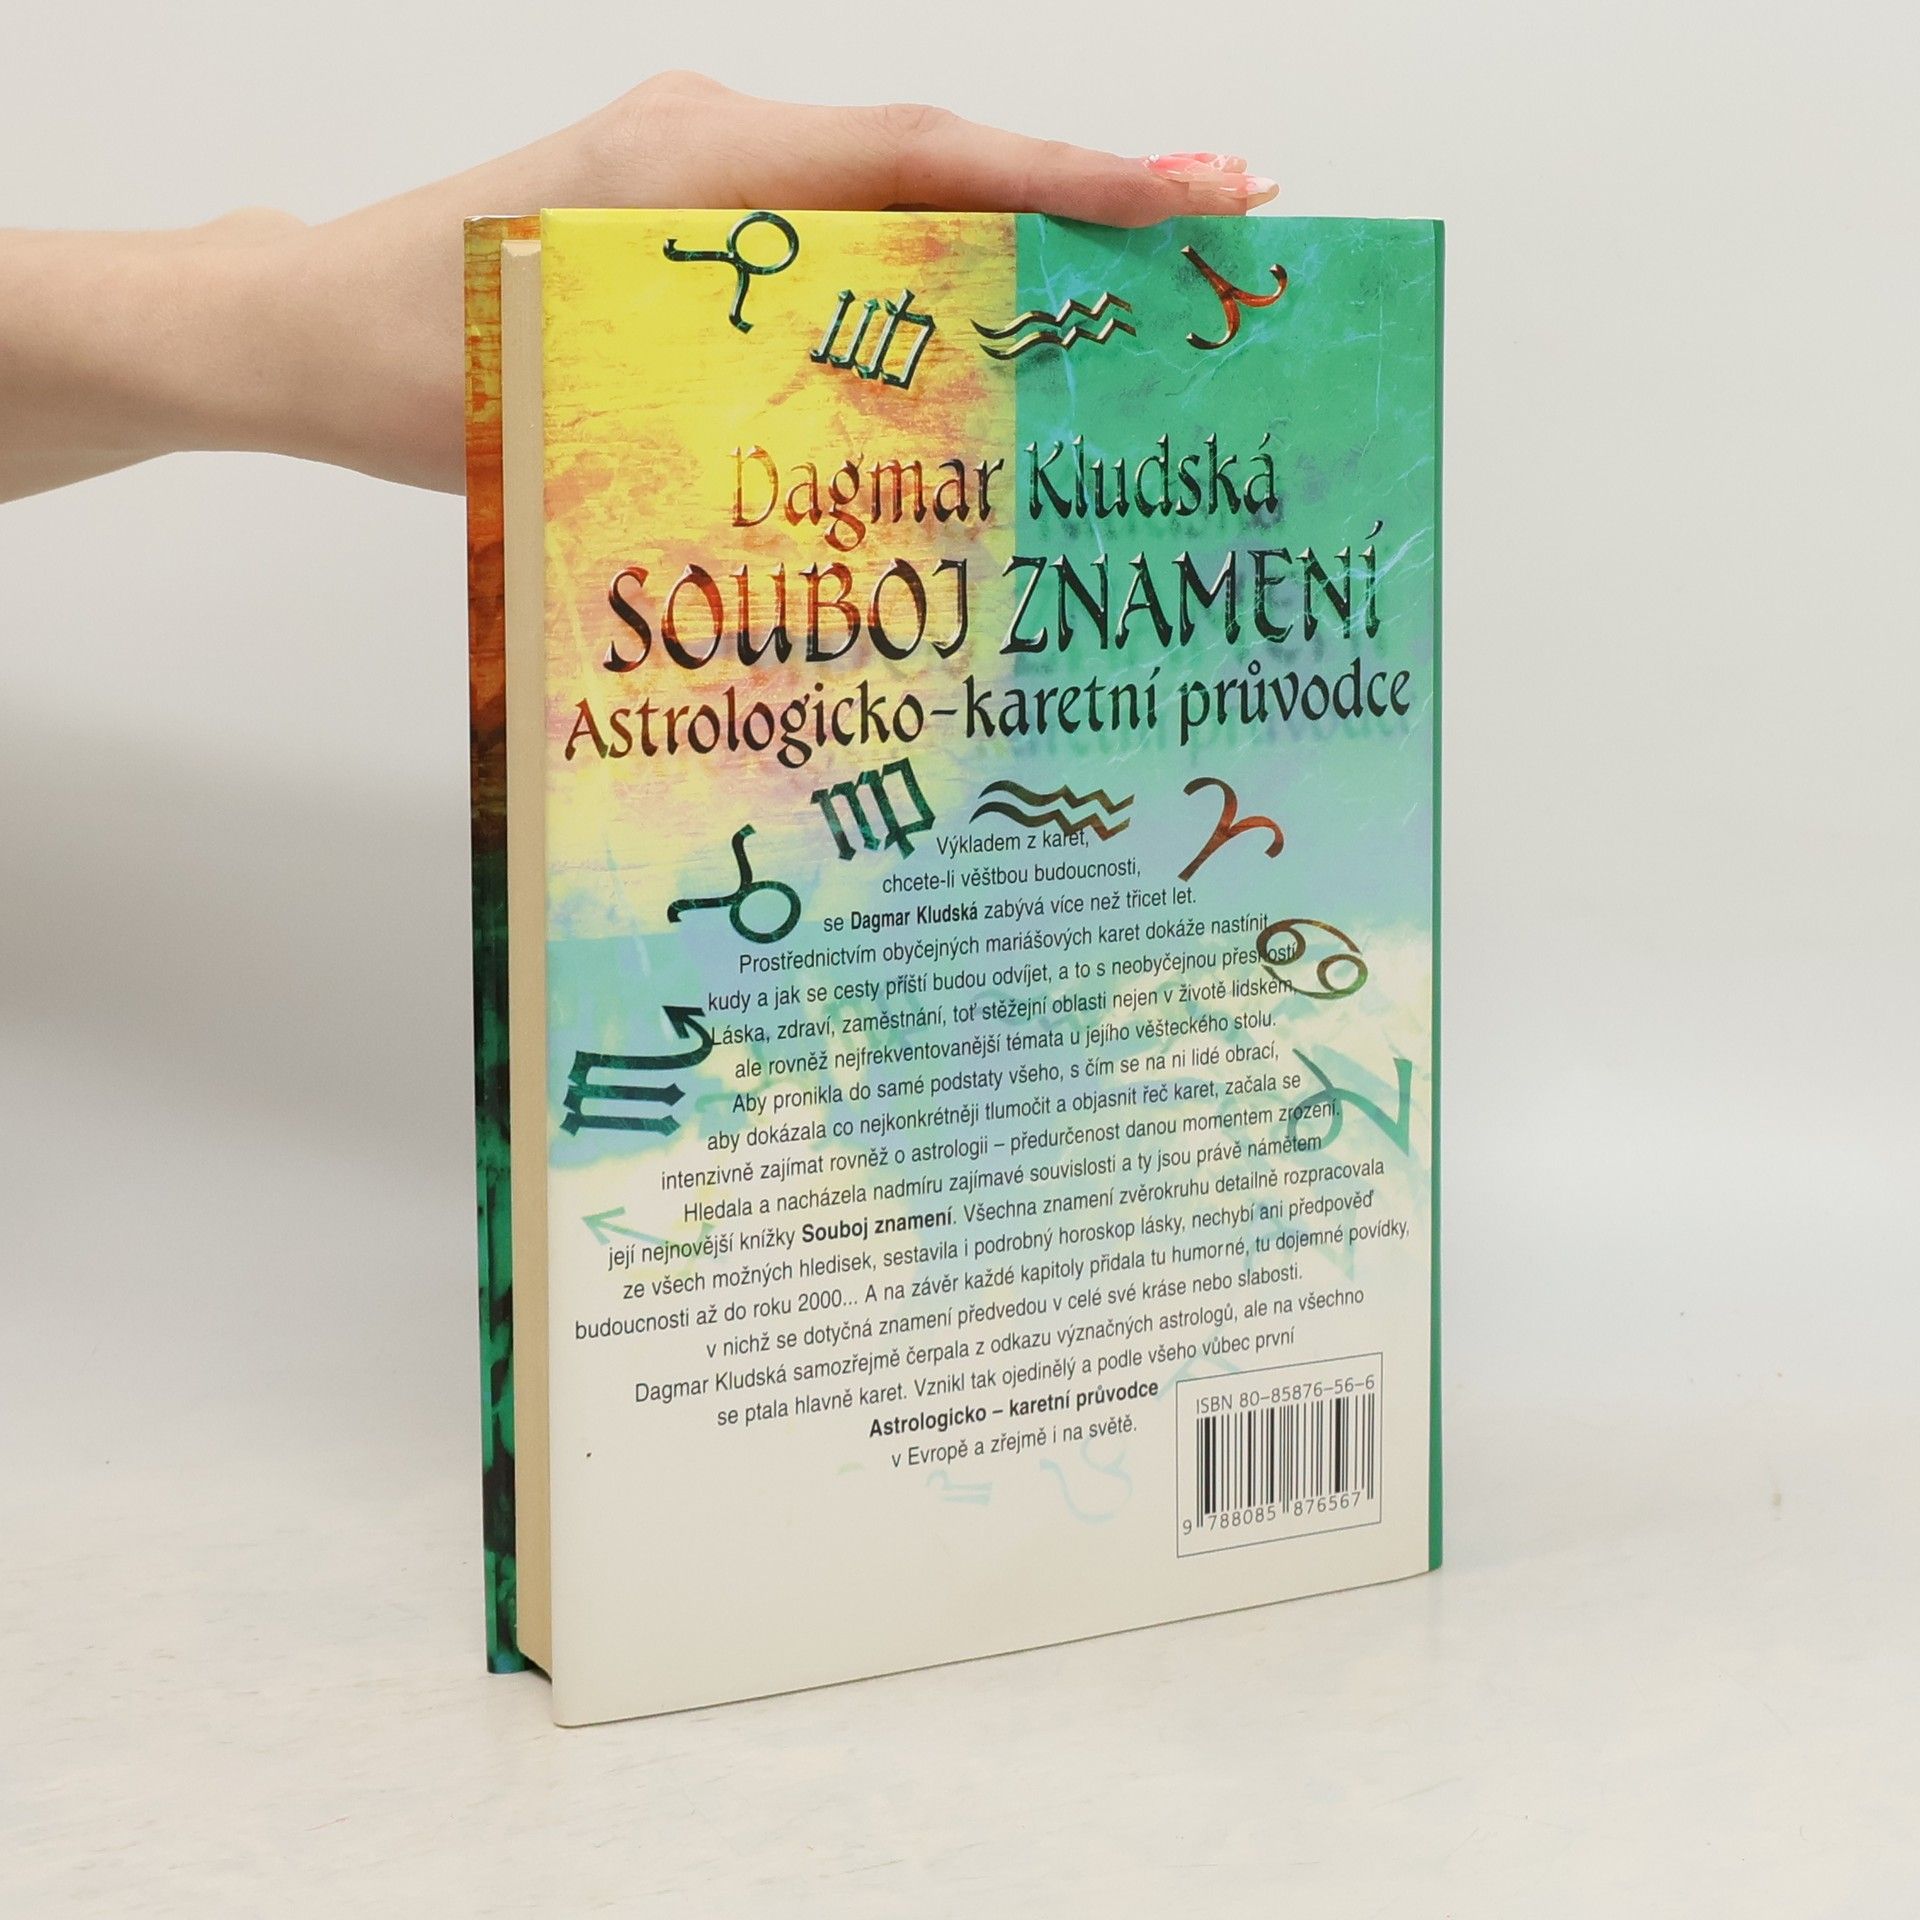 Dagmar Kludská
SOUBOJ ZNAMENÍ
Astrologicko-karetní průvodce
Výkladem z karet,
chcete-li věštbou budoucnosti,
se Dagmar Kludská zabývá více než třicet let.
Prostřednictvím obyčejných mariášových karet dokáže nastínit,
kudy a jak se cesty příští budou odvíjet, a to s neobyčejnou přesností.
Láska, zdraví, zaměstnání, toť stěžejní oblasti nejen v životě lidském,
ale rovněž nejfrekventovanější témata u jejího věšteckého stolu.
Aby pronikla do samé podstaty všeho, s čím se na ni lidé obrací,
aby dokázala co nejkonkrétněji tlumočit a objasnit řeč karet, začala se
intenzivně zajímat rovněž o astrologii – předurčenost danou momentem zrození.
Hledala a nacházela nadmíru zajímavé souvislosti a ty jsou právě námětem
její nejnovější knížky Souboj znamení. Všechna znamení zvěrokruhu detailně rozpracovala
ze všech možných hledisek, sestavila i podrobný horoskop lásky, nechybí ani předpověď
budoucnosti až do roku 2000... A na závěr každé kapitoly přidala tu humorné, tu dojemné povídky,
v nichž se dotyčná znamení předvedou v celé své kráse nebo slabosti.
Dagmar Kludská samozřejmě čerpala z odkazu význačných astrologů, ale na všechno
se ptala hlavně karet. Vznikl tak ojedinělý a podle všeho vůbec první
Astrologicko – karetní průvodce
v Evropě a zřejmě i na světě.
ISBN 80-85876-56-6
9 788085 876567